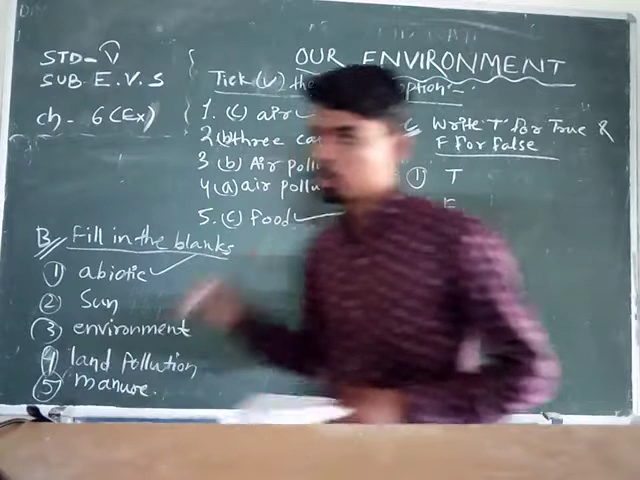 STD-V
SUB E.V.S
ch- 6(Ex)
OUR ENVIRONMENT
Tick (✓) the option:-
1. (c) air
2 (b) three
3 (b) Air
4 (a) air
5. (c) Food
B Fill in the blanks
① abiotic
② Sun
③ environment
④ land pollution
⑤ manure.
C Write 'T' for True &
F for false
① T